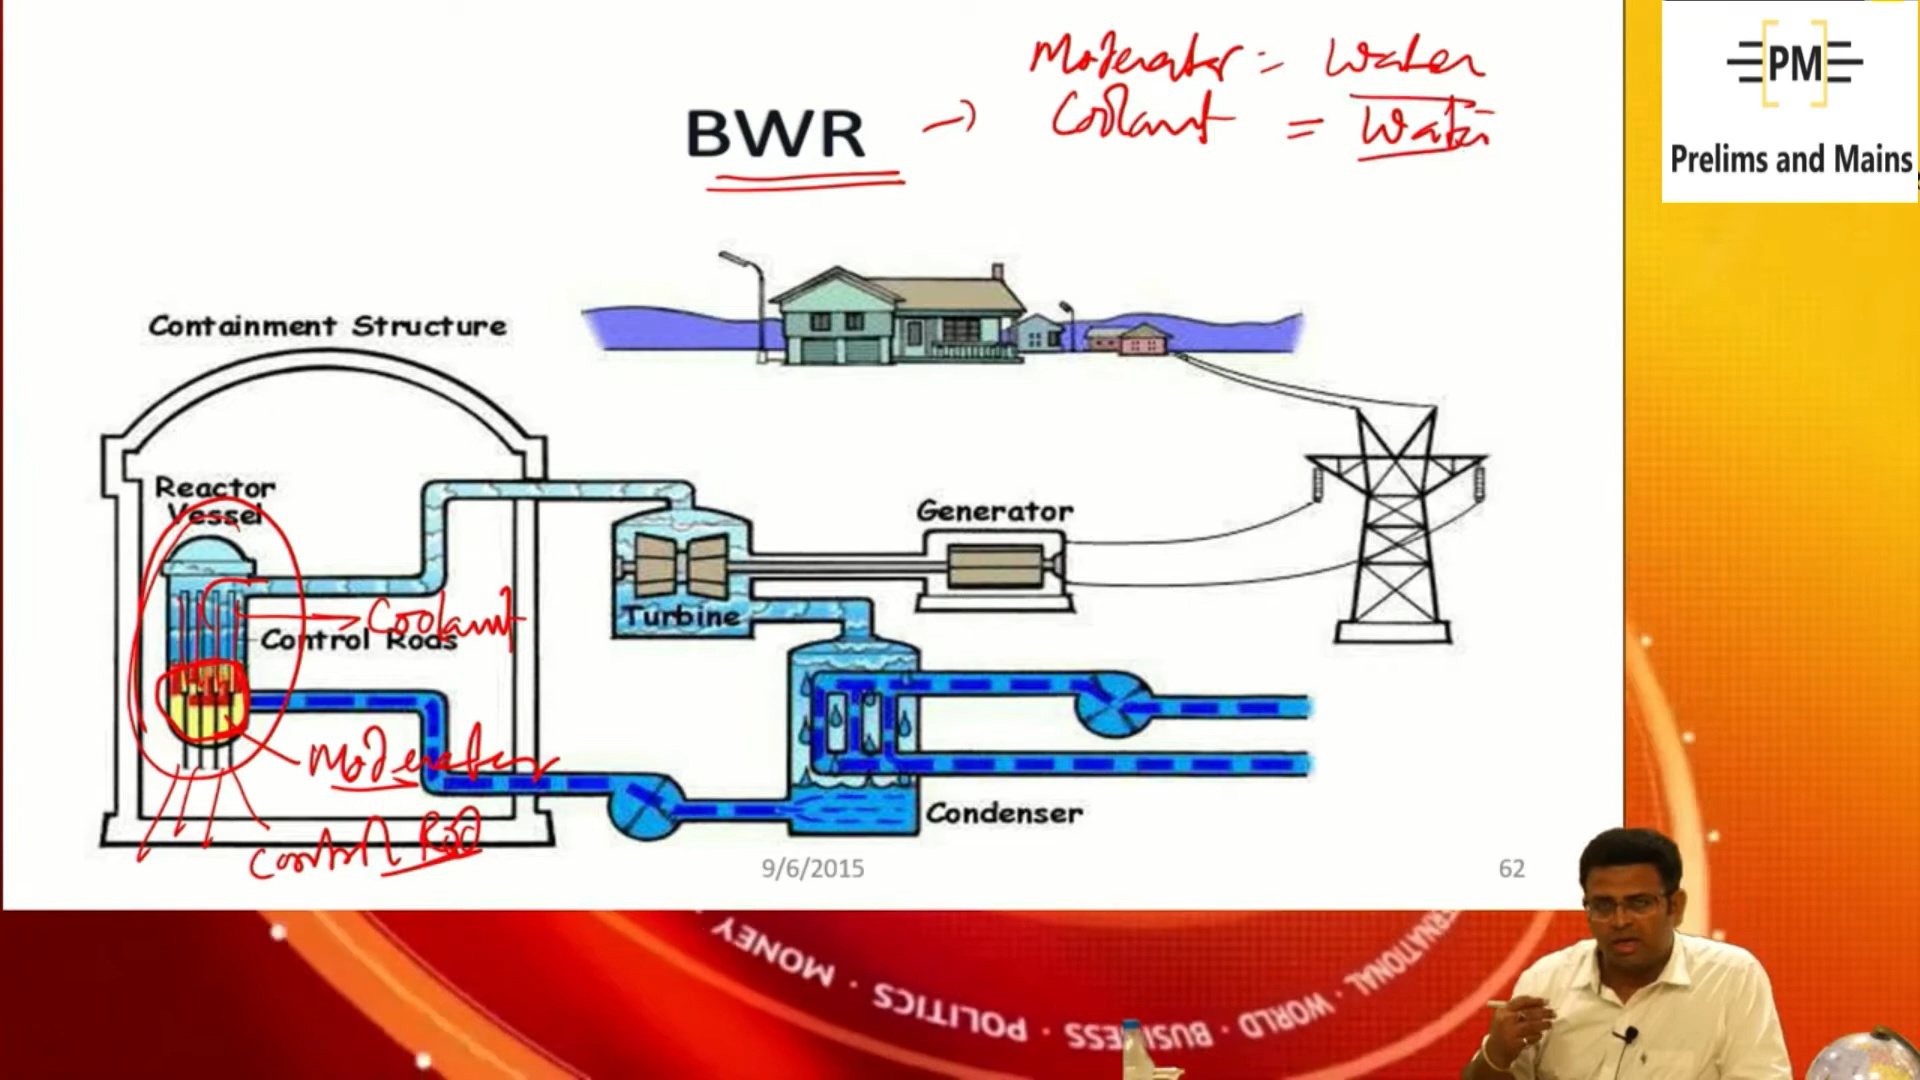 Moderator = Water
BWR → Coolant = Water
PM
Prelims and Mains
Containment Structure
Reactor
Vessel
Generator
Coolant
Turbine
Control Rods
Moderator
Condenser
Control Rod
9/6/2015
62
MONEY · POLITICS · BUSINESS · WORLD ·